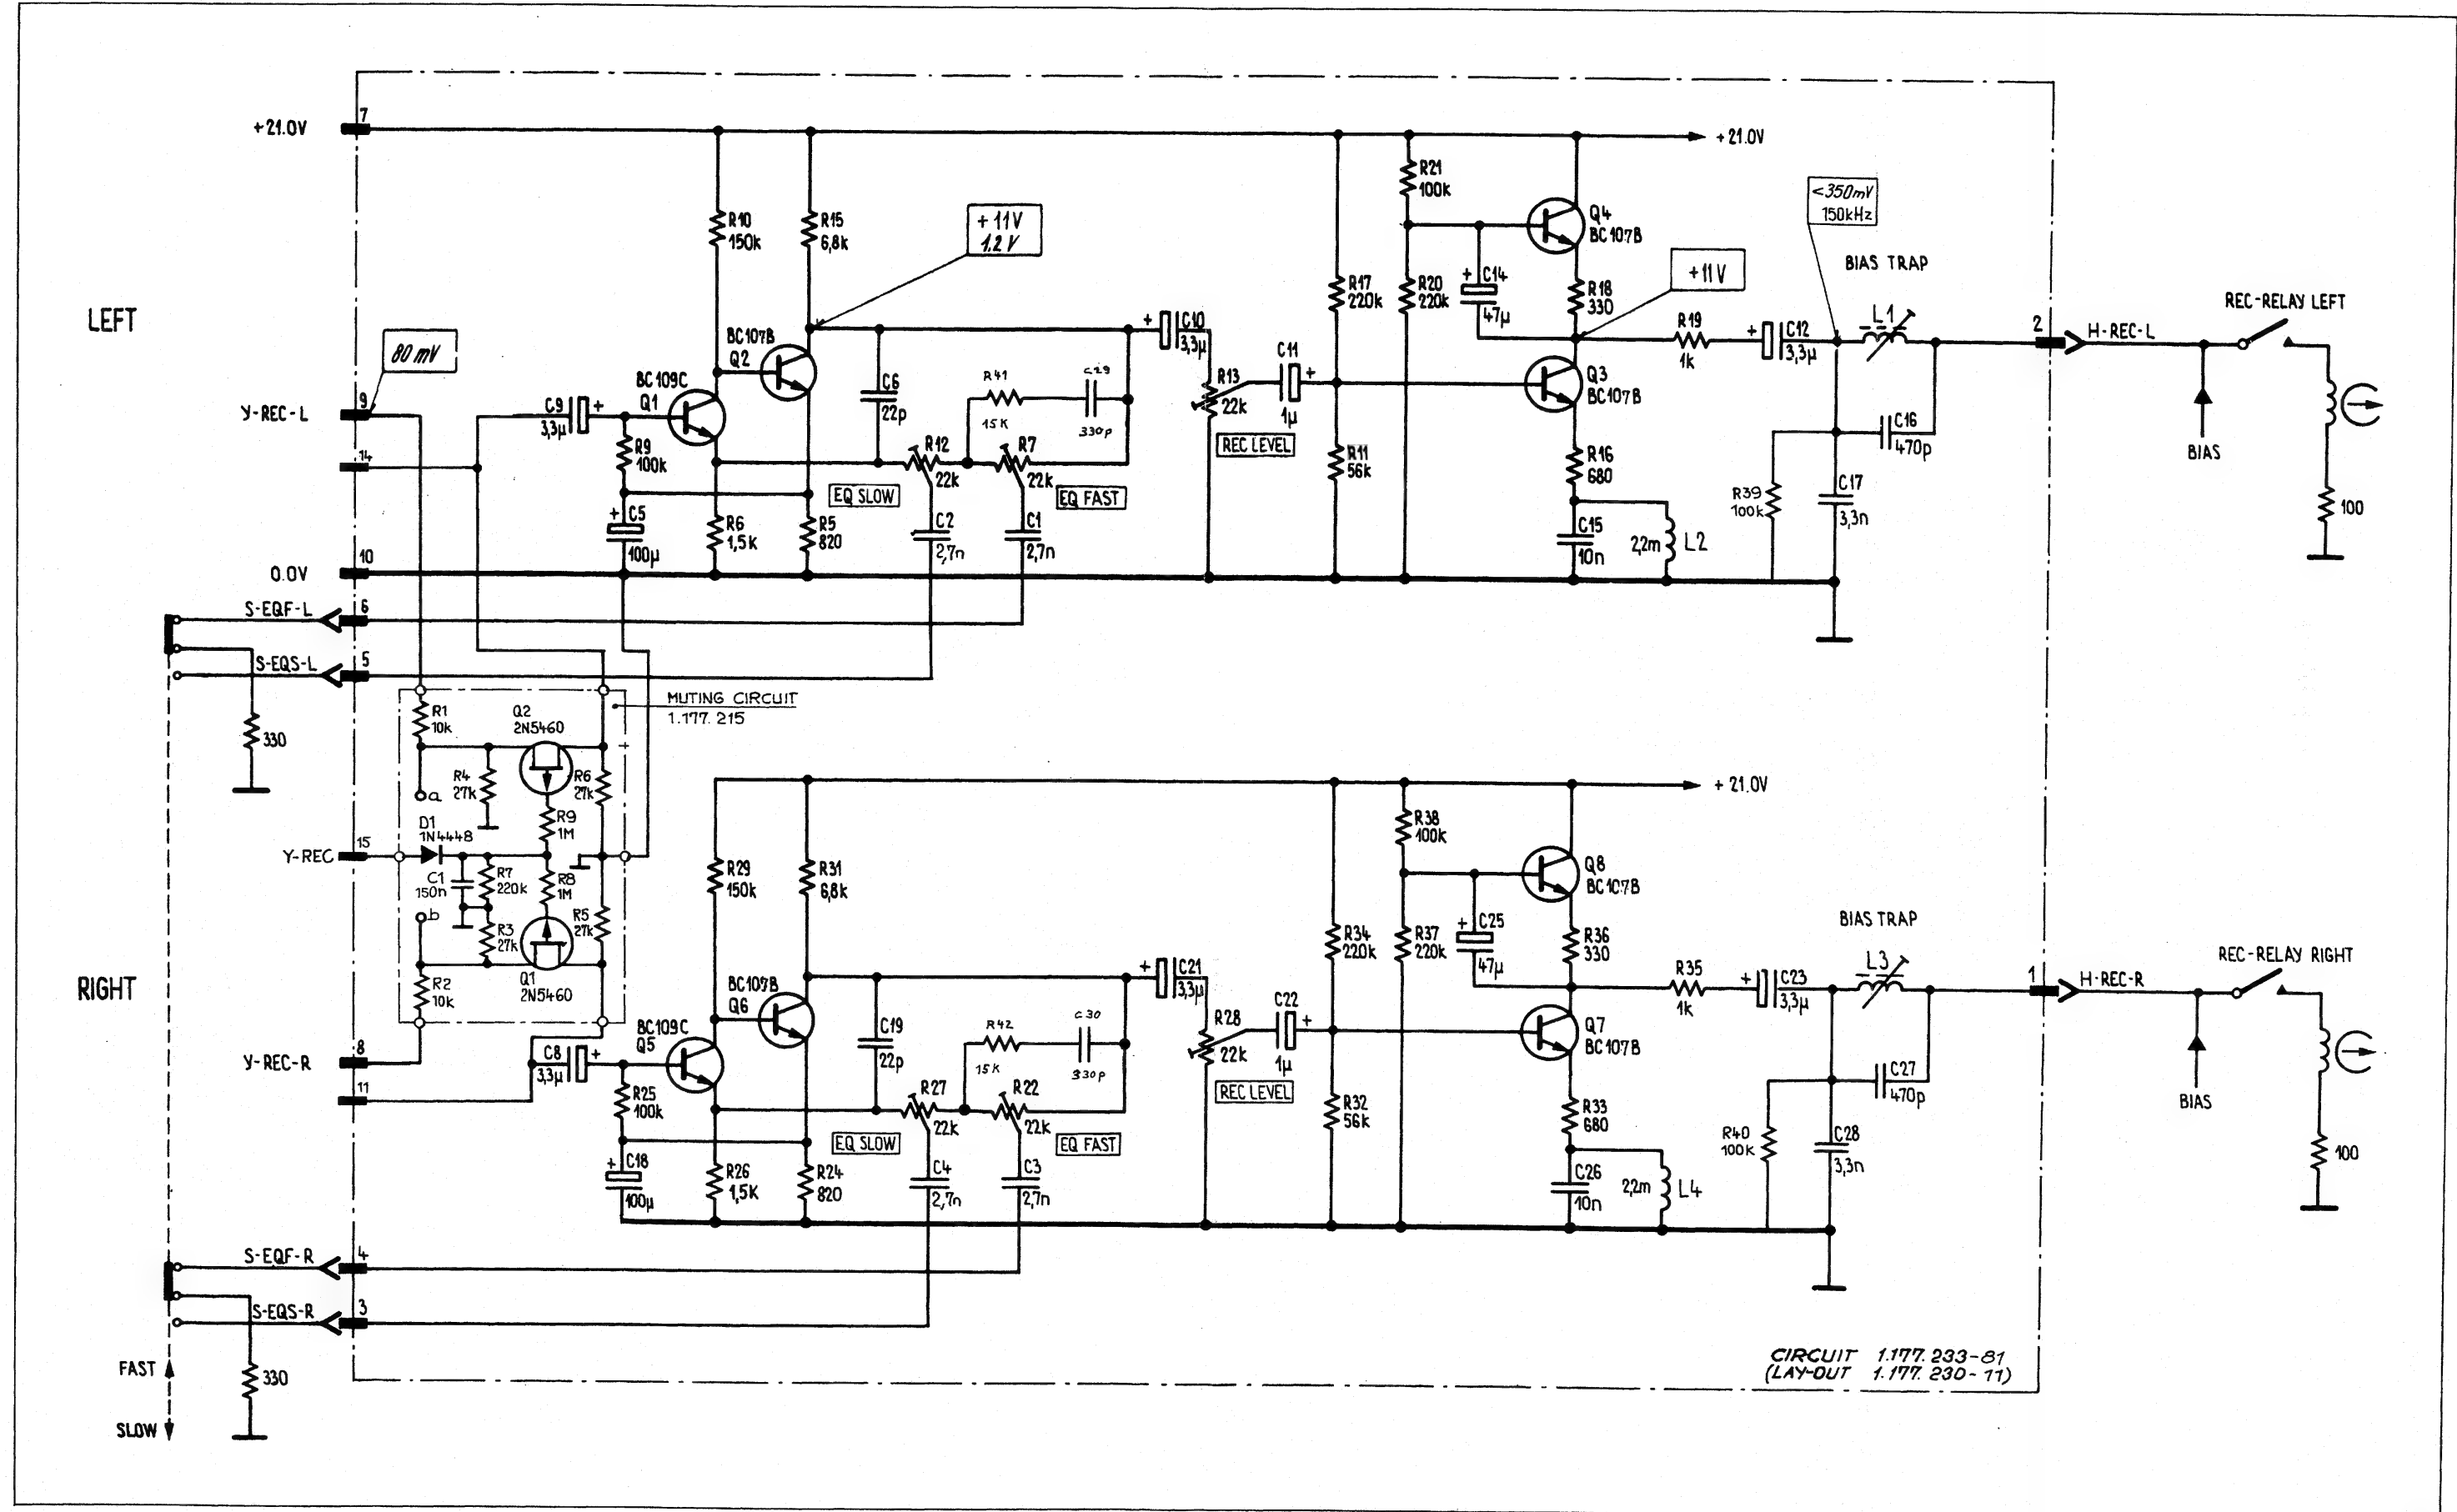 +21.0V
7
+21.0V
R10
150k
R15
6,8k
+11V
1.2 V
R21
100k
Q4
BC107B
<350mV
150kHz
BIAS TRAP
L1
REC-RELAY LEFT
LEFT
80 mV
Y-REC-L
9
14
C9
3,3µ
R9
100k
BC109C
Q1
BC107B
Q2
C6
22p
R41
15K
330p
C10
3,3µ
R13
22k
REC LEVEL
C11
1µ
R17
220k
R20
220k
C14
47µ
R18
330
+11V
R19
1k
C12
3,3µ
2
H-REC-L
BIAS
100
Q3
BC107B
R12
22k
R7
22k
EQ SLOW
EQ FAST
R11
56k
R16
680
C16
470p
R39
100k
C17
3,3n
C5
100µ
R6
1,5k
R5
820
C2
2,7n
C1
2,7n
C15
10n
2,2m
L2
0.0V
10
S-EQF-L
6
S-EQS-L
5
330
MUTING CIRCUIT
1.177.215
R1
10k
Q2
2N5460
R4
27k
R6
27k
a
R9
1M
D1
1N4448
Y-REC
15
C1
150n
R7
220k
R8
1M
b
R3
27k
R5
27k
R2
10k
Q1
2N5460
RIGHT
Y-REC-R
8
11
+21.0V
R29
150k
R31
6,8k
R38
100k
Q8
BC107B
BIAS TRAP
L3
REC-RELAY RIGHT
BC109C
Q5
BC107B
Q6
C8
3,3µ
R25
100k
C19
22p
R42
15K
C30
330p
C21
3,3µ
R28
22k
REC LEVEL
C22
1µ
R34
220k
R37
220k
C25
47µ
R36
330
R35
1k
C23
3,3µ
1
H-REC-R
BIAS
100
Q7
BC107B
R27
22k
R22
22k
EQ SLOW
EQ FAST
R32
56k
R33
680
C27
470p
R40
100K
C28
3,3n
C18
100µ
R26
1,5K
R24
820
C4
2,7n
C3
2,7n
C26
10n
2,2m
L4
S-EQF-R
4
S-EQS-R
3
330
FAST
SLOW
CIRCUIT 1.177.233-81
(LAY-OUT 1.177.230-11)